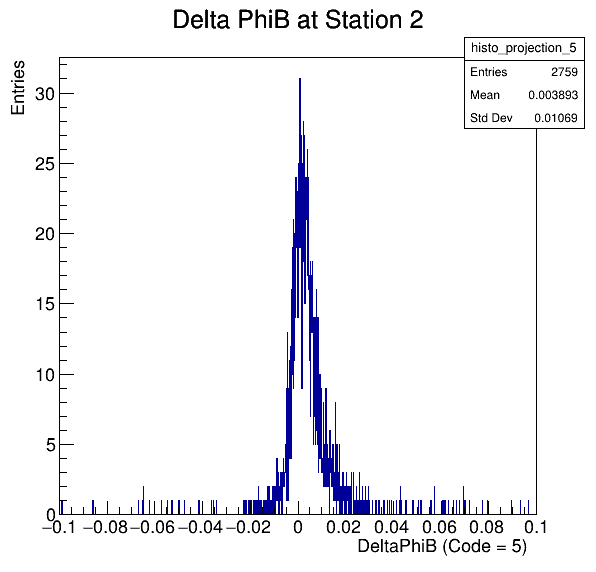 Delta PhiB at Station 2
histo_projection_5
Entries 2759
Mean 0.003893
Std Dev 0.01069
Entries
30
25
20
15
10
5
0
−0.1 −0.08 −0.06 −0.04 −0.02 0 0.02 0.04 0.06 0.08 0.1
DeltaPhiB (Code = 5)